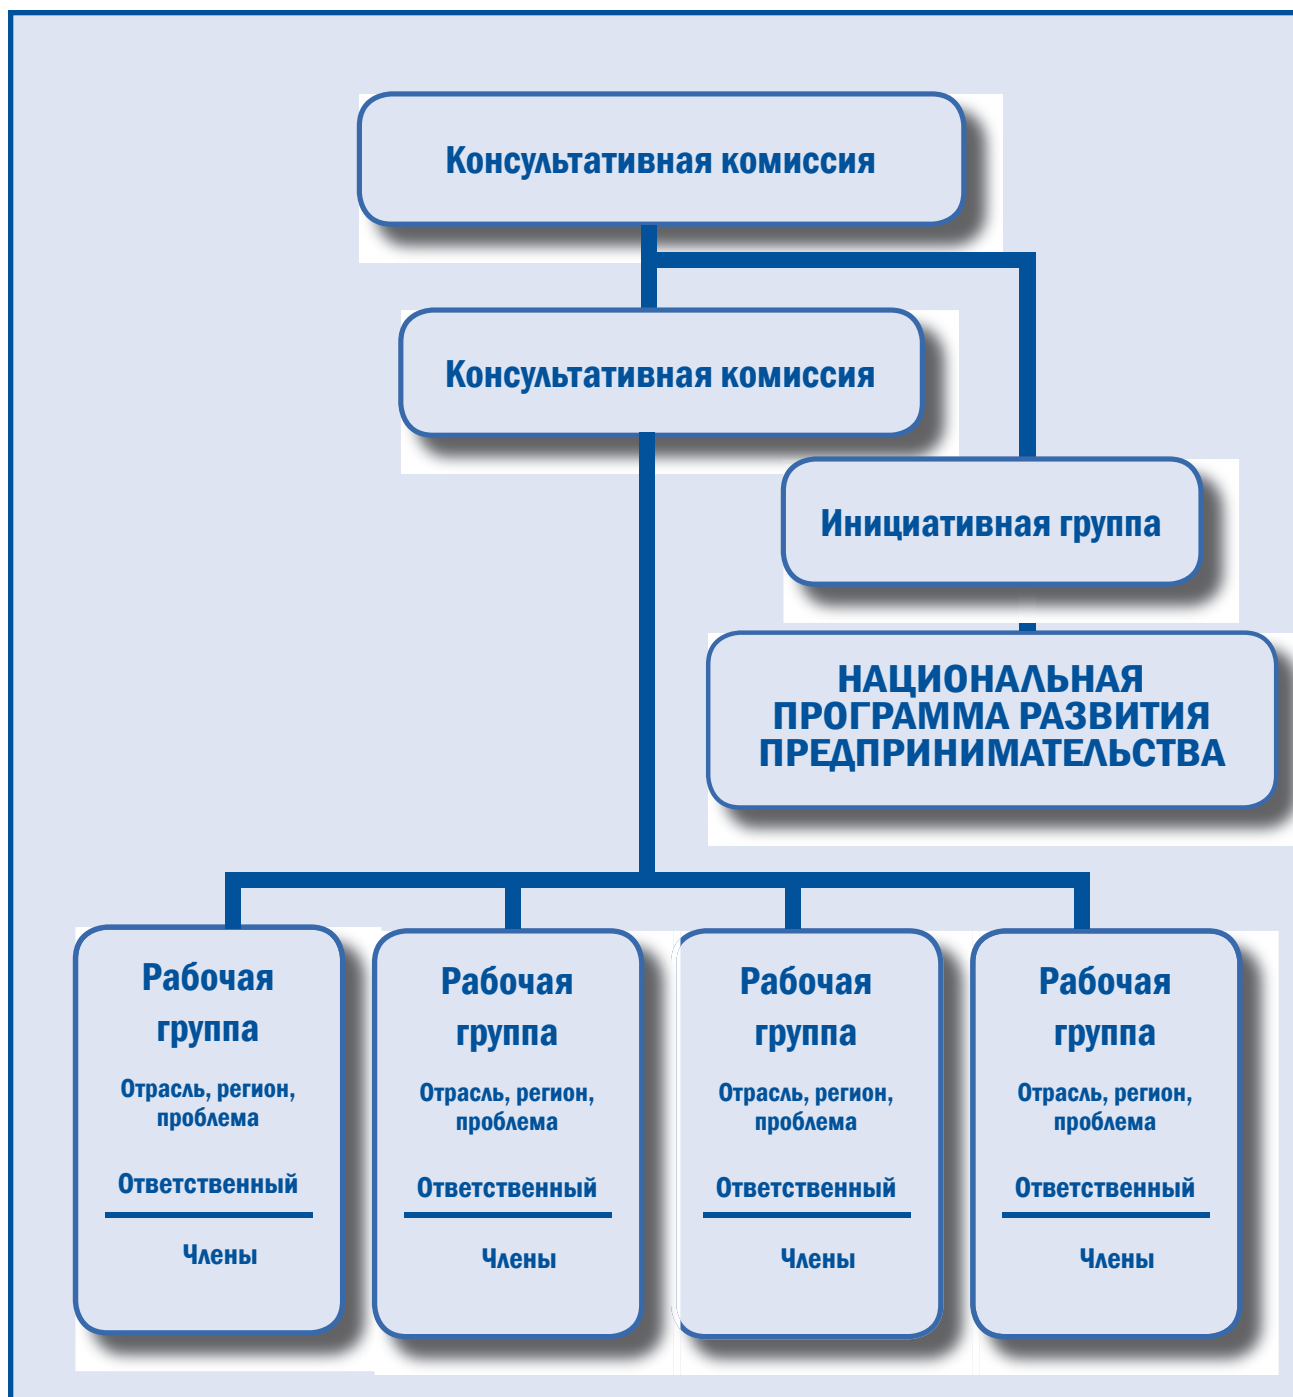 Консультативная комиссия
Консультативная комиссия
Инициативная группа
НАЦИОНАЛЬНАЯ
ПРОГРАММА РАЗВИТИЯ
ПРЕДПРИНИМАТЕЛЬСТВА
Рабочая
группа
Отрасль, регион,
проблема
Ответственный
Члены
Рабочая
группа
Отрасль, регион,
проблема
Ответственный
Члены
Рабочая
группа
Отрасль, регион,
проблема
Ответственный
Члены
Рабочая
группа
Отрасль, регион,
проблема
Ответственный
Члены